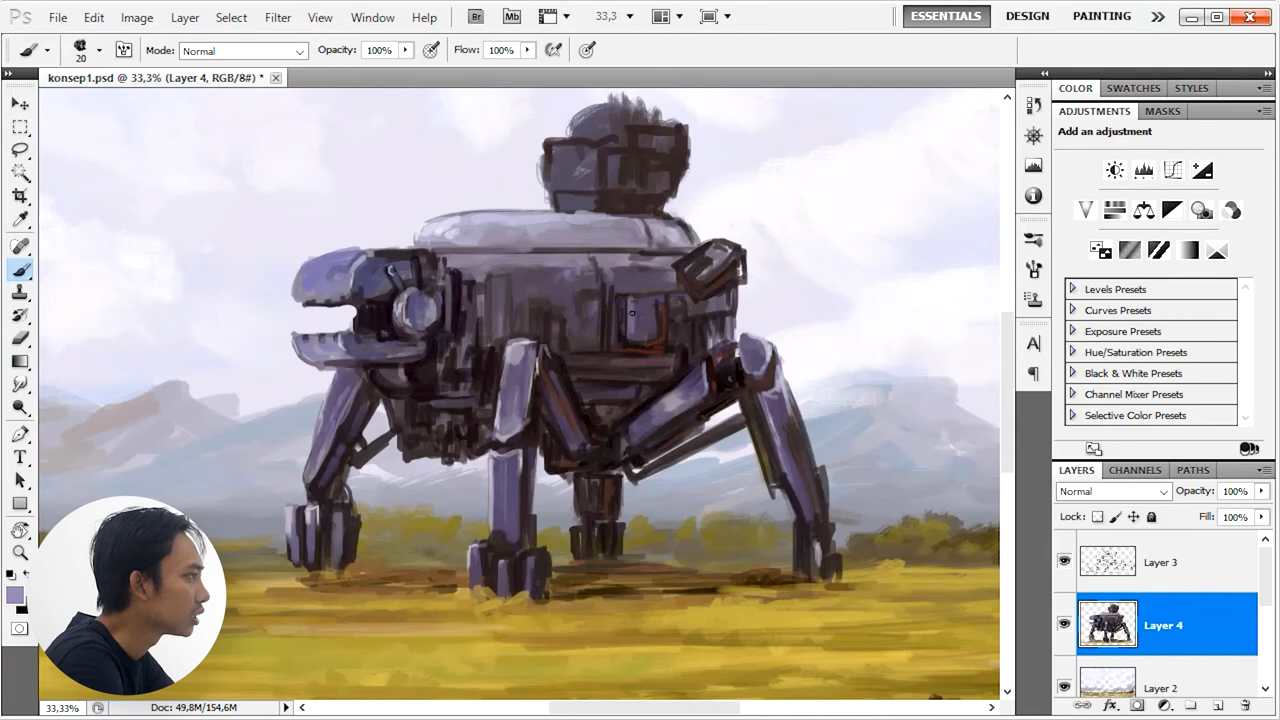 Ps File Edit Image Layer Select Filter View Window Help Br Mb 33,3 ESSENTIALS DESIGN PAINTING
20 Mode: Normal Opacity: 100% Flow: 100%
konsep1.psd @ 33,3% (Layer 4, RGB/8#) *
COLOR SWATCHES STYLES
ADJUSTMENTS MASKS
Add an adjustment
Levels Presets
Curves Presets
Exposure Presets
Hue/Saturation Presets
Black & White Presets
Channel Mixer Presets
Selective Color Presets
LAYERS CHANNELS PATHS
Normal Opacity: 100%
Lock: Fill: 100%
Layer 3
Layer 4
Layer 2
33,33% Doc: 49,8M/154,6M